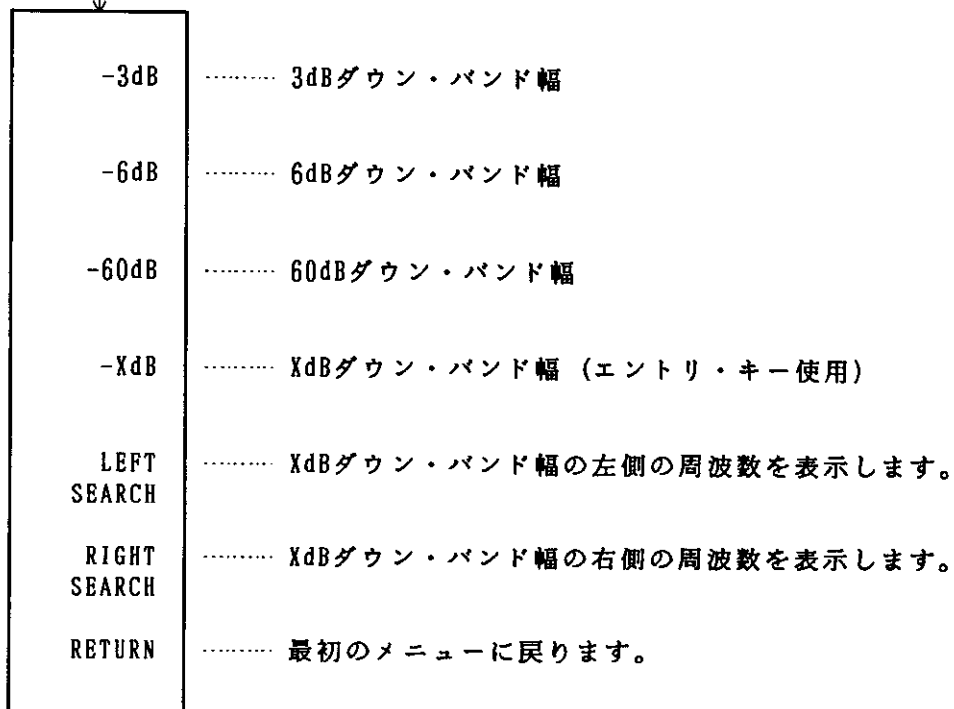 -3dB ......... 3dBダウン・バンド幅
-6dB ......... 6dBダウン・バンド幅
-60dB ......... 60dBダウン・バンド幅
-XdB ......... XdBダウン・バンド幅 (エントリ・キー使用)
LEFT ......... XdBダウン・バンド幅の左側の周波数を表示します。
SEARCH
RIGHT ......... XdBダウン・バンド幅の右側の周波数を表示します。
SEARCH
RETURN ......... 最初のメニューに戻ります。